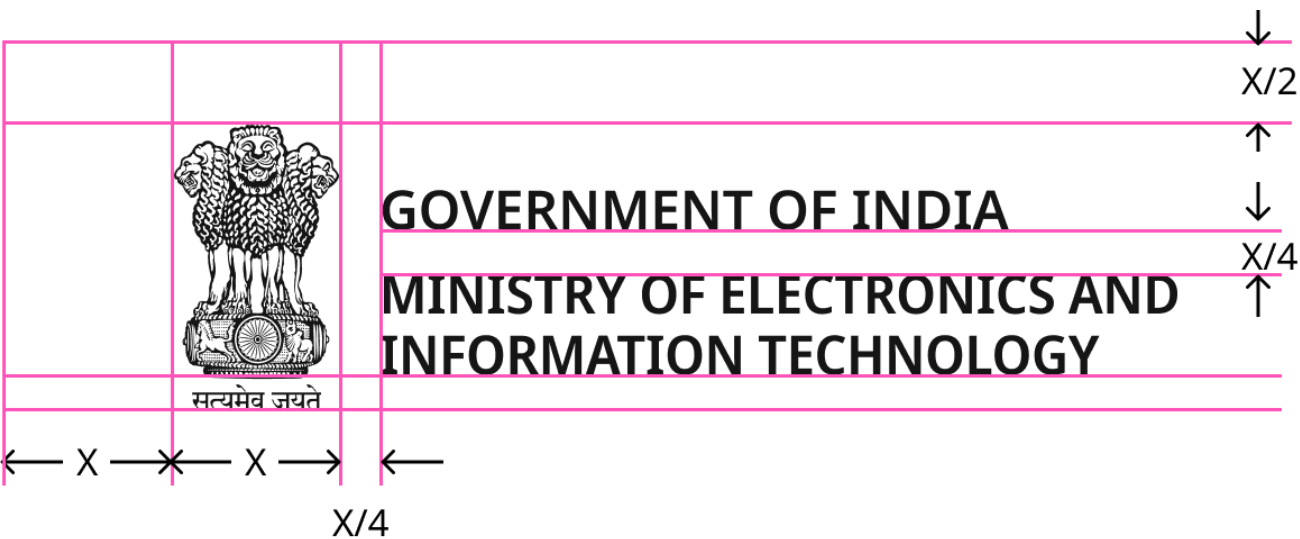 X/2
GOVERNMENT OF INDIA
X/4
MINISTRY OF ELECTRONICS AND
INFORMATION TECHNOLOGY
सत्यमेव जयते
X X
X/4